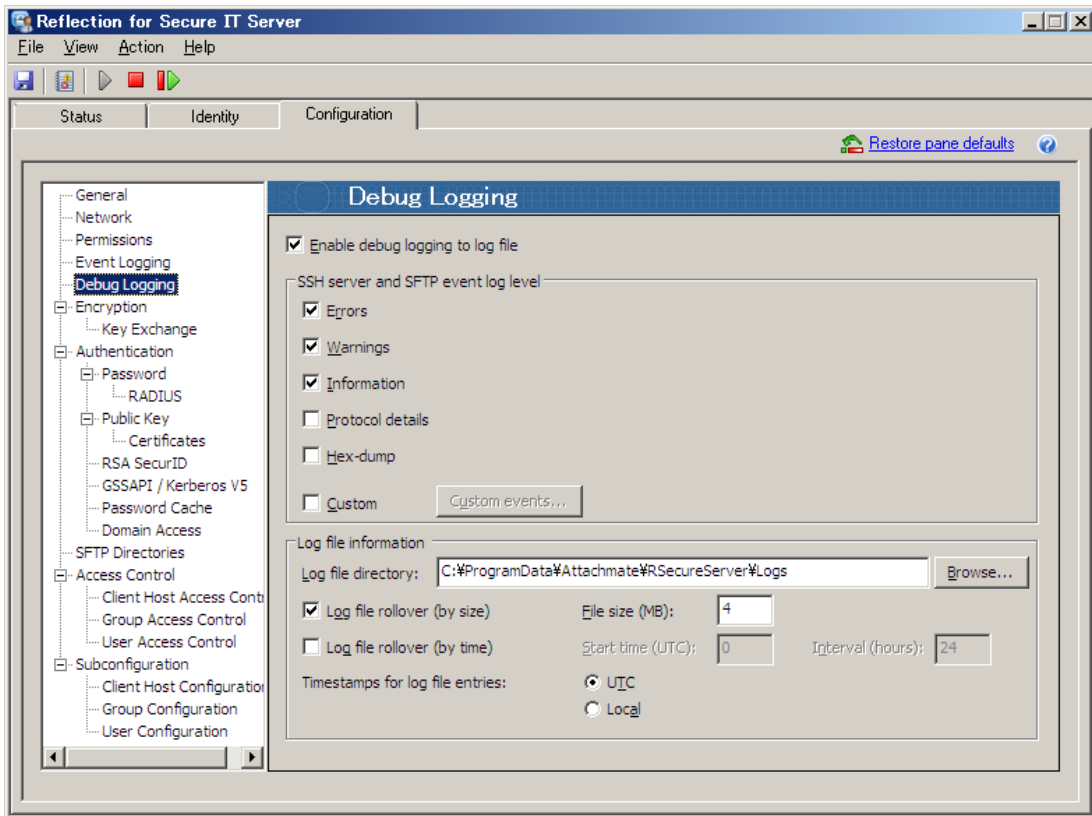 Reflection for Secure IT Server
File View Action Help
Status Identity Configuration
Restore pane defaults
General
Network
Permissions
Event Logging
Debug Logging
Encryption
Key Exchange
Authentication
Password
RADIUS
Public Key
Certificates
RSA SecurID
GSSAPI / Kerberos V5
Password Cache
Domain Access
SFTP Directories
Access Control
Client Host Access Cont
Group Access Control
User Access Control
Subconfiguration
Client Host Configuration
Group Configuration
User Configuration
Debug Logging
Enable debug logging to log file
SSH server and SFTP event log level
Errors
Warnings
Information
Protocol details
Hex-dump
Custom Custom events...
Log file information
Log file directory: C:¥ProgramData¥Attachmate¥RSecureServer¥Logs Browse...
Log file rollover (by size) File size (MB): 4
Log file rollover (by time) Start time (UTC): 0 Interval (hours): 24
Timestamps for log file entries: UTC
Local